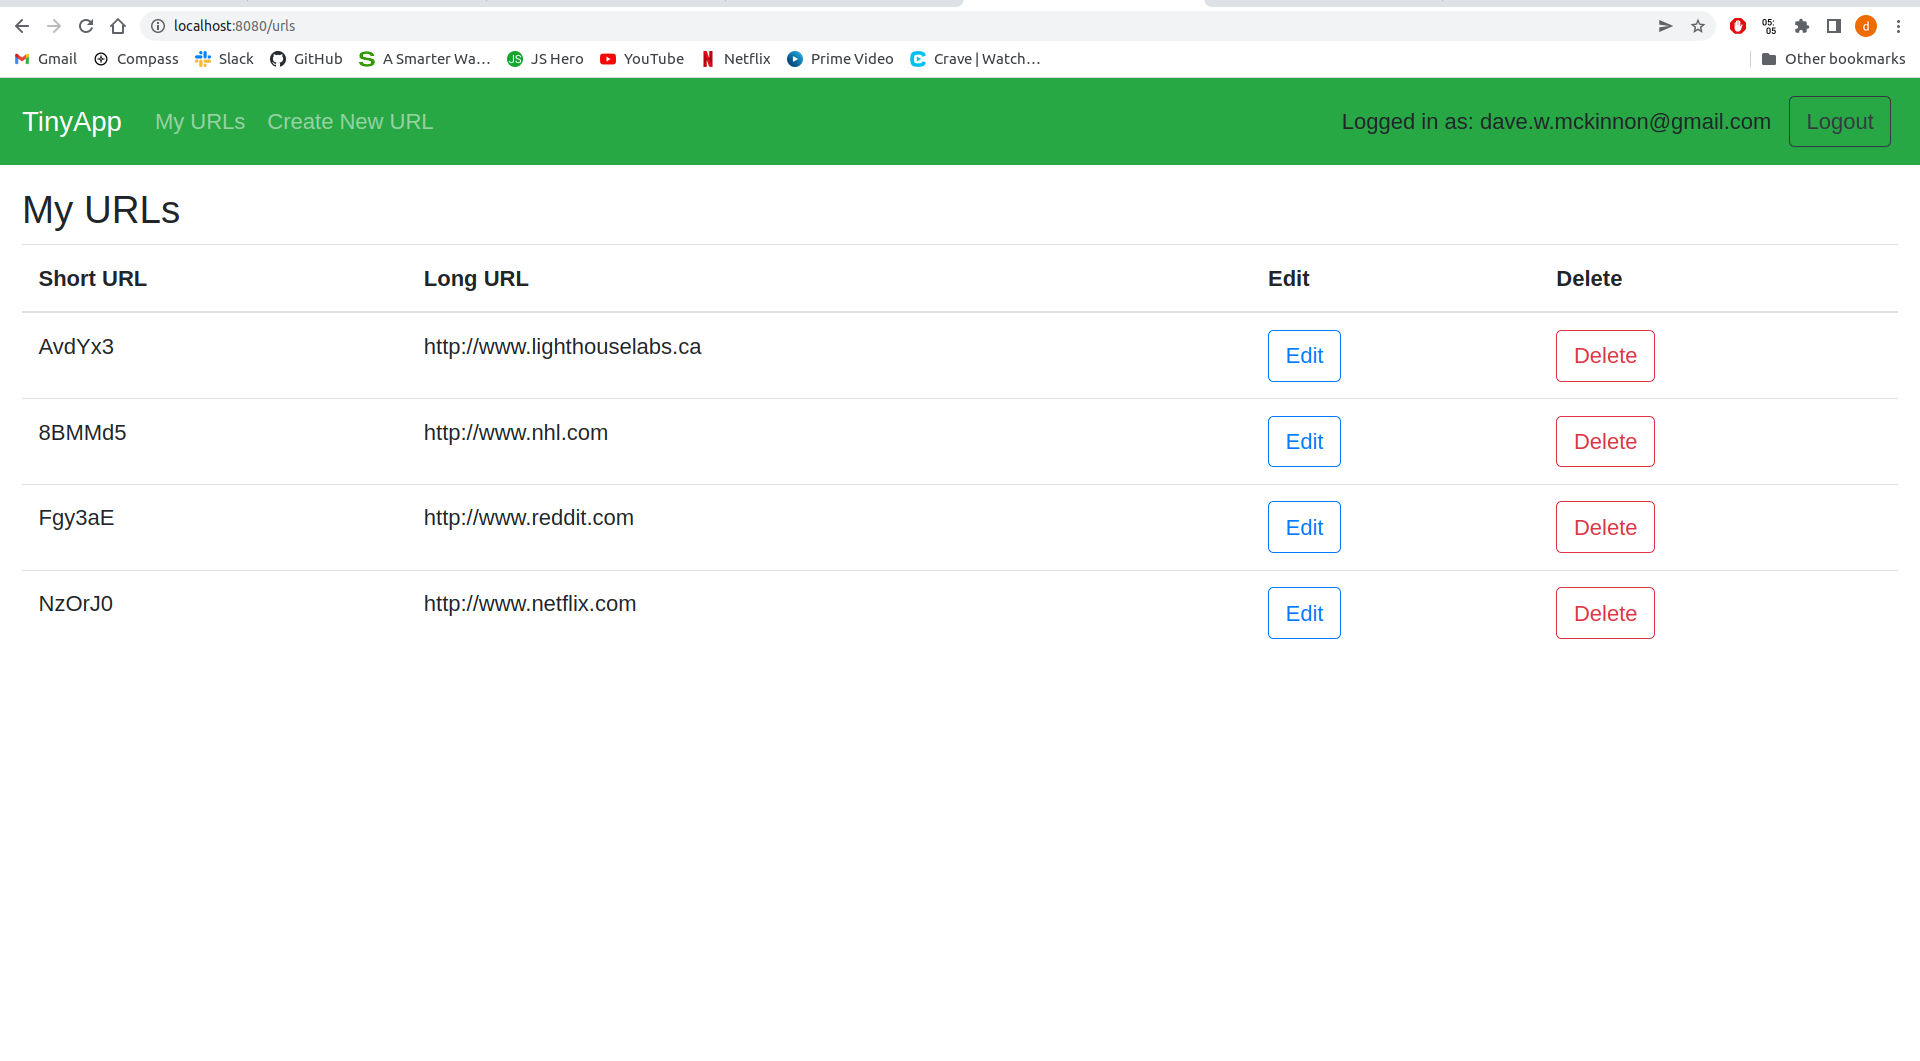 localhost:8080/urls
05:
05
d
Gmail Compass Slack GitHub A Smarter Wa... JS JS Hero YouTube Netflix Prime Video Crave | Watch... Other bookmarks
TinyApp My URLs Create New URL Logged in as: dave.w.mckinnon@gmail.com Logout
My URLs
Short URL Long URL Edit Delete
AvdYx3 http://www.lighthouselabs.ca Edit Delete
8BMMd5 http://www.nhl.com Edit Delete
Fgy3aE http://www.reddit.com Edit Delete
NzOrJ0 http://www.netflix.com Edit Delete